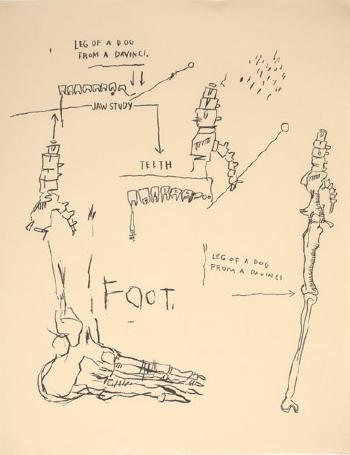 LEG OF A DOG
FROM A DAVINCI.
JAW STUDY
TEETH
LEG OF A DOG
FROM A DAVINCI
FOOT.